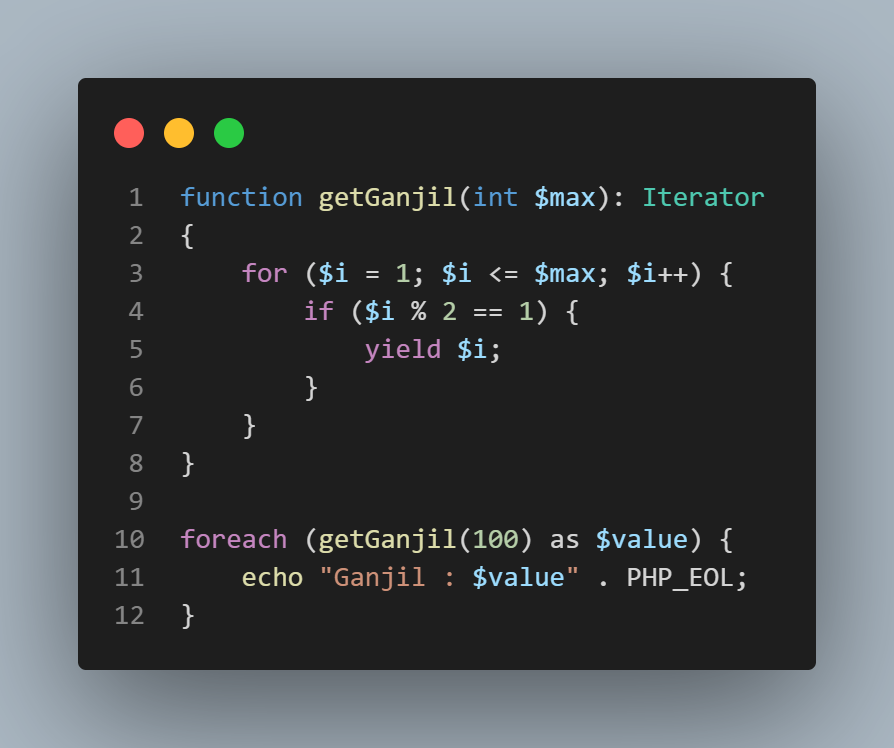 1 function getGanjil(int $max): Iterator
2 {
3     for ($i = 1; $i <= $max; $i++) {
4         if ($i % 2 == 1) {
5             yield $i;
6         }
7     }
8 }
9
10 foreach (getGanjil(100) as $value) {
11     echo "Ganjil : $value" . PHP_EOL;
12 }